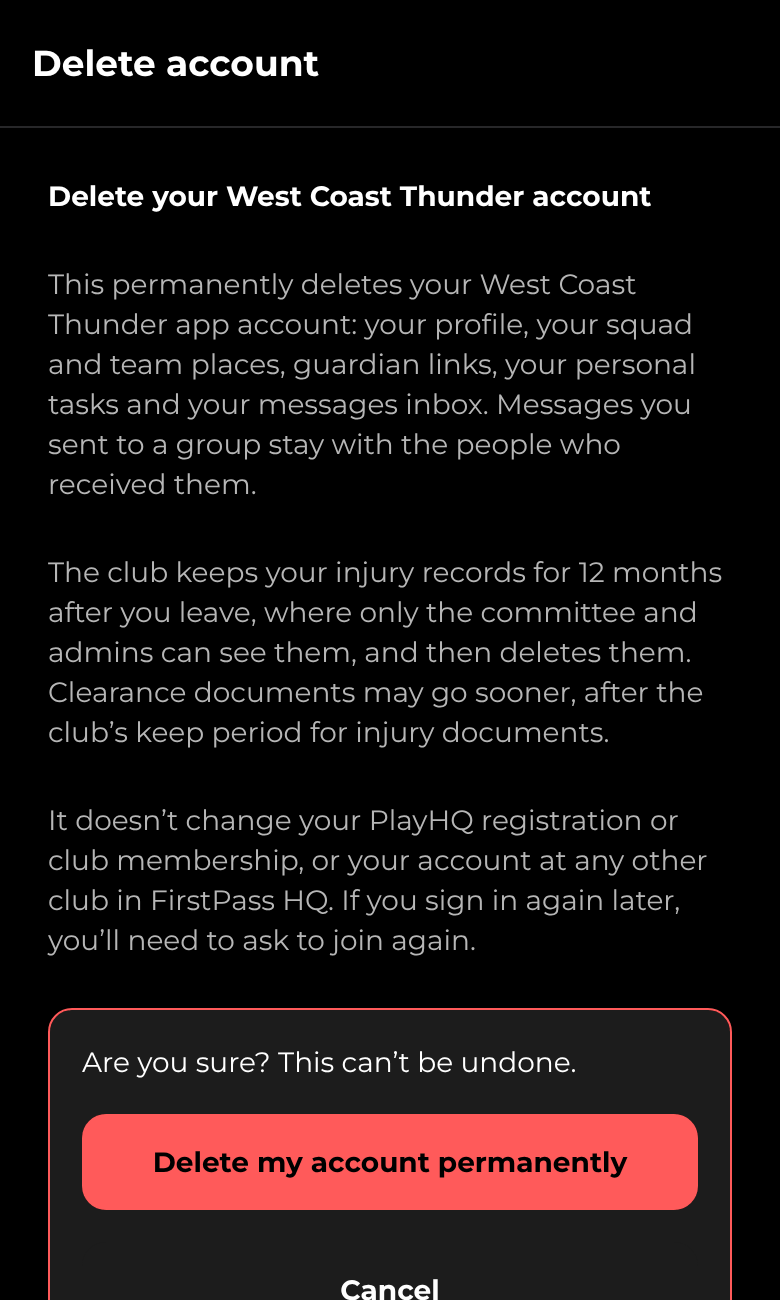 Delete account
Delete your West Coast Thunder account
This permanently deletes your West Coast
Thunder app account: your profile, your squad
and team places, guardian links, your personal
tasks and your messages inbox. Messages you
sent to a group stay with the people who
received them.
The club keeps your injury records for 12 months
after you leave, where only the committee and
admins can see them, and then deletes them.
Clearance documents may go sooner, after the
club’s keep period for injury documents.
It doesn’t change your PlayHQ registration or
club membership, or your account at any other
club in FirstPass HQ. If you sign in again later,
you’ll need to ask to join again.
Are you sure? This can’t be undone.
Delete my account permanently
Cancel